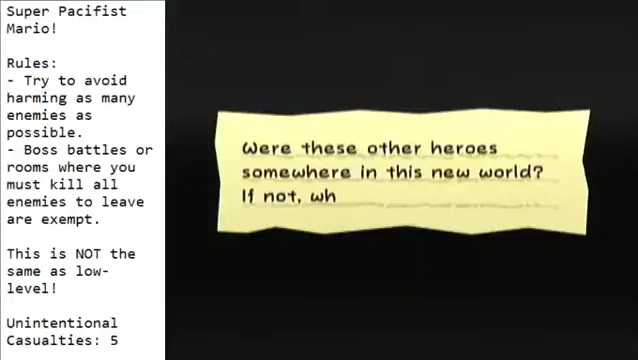 Super Pacifist
Mario!
Rules:
- Try to avoid
harming as many
enemies as
possible.
- Boss battles or
rooms where you
must kill all
enemies to leave
are exempt.
This is NOT the
same as low-
level!
Unintentional
Casualties: 5
Were these other heroes
somewhere in this new world?
If not, wh